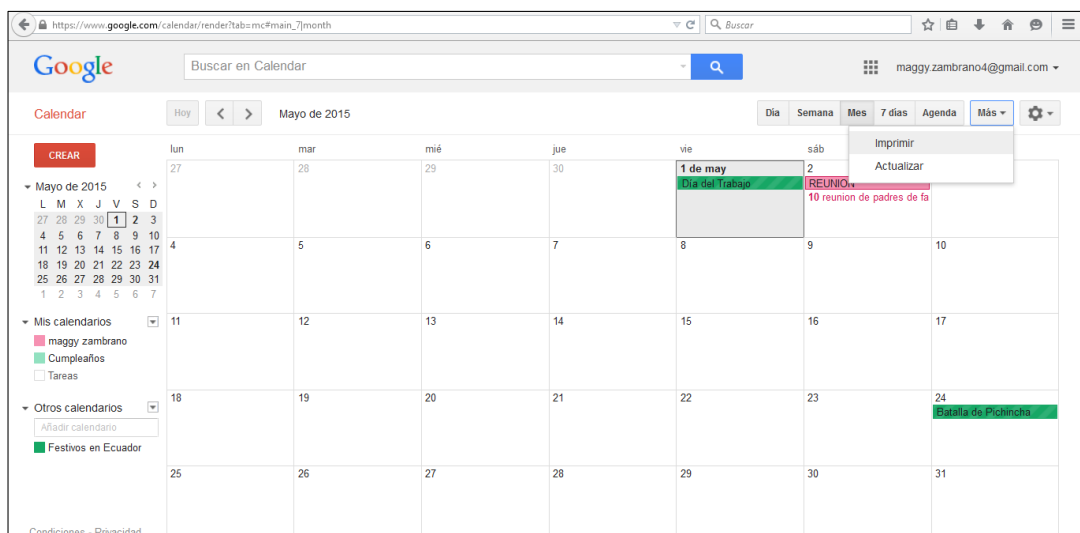 https://www.google.com/calendar/render?tab=mc#main_7|month
Buscar
Google
Buscar en Calendar
maggy.zambrano4@gmail.com
Calendar
Hoy
Mayo de 2015
Día Semana Mes 7 días Agenda Más
Imprimir
Actualizar
CREAR
Mayo de 2015
L M X J V S D
27 28 29 30 1 2 3
4 5 6 7 8 9 10
11 12 13 14 15 16 17
18 19 20 21 22 23 24
25 26 27 28 29 30 31
1 2 3 4 5 6 7
Mis calendarios
maggy zambrano
Cumpleaños
Tareas
Otros calendarios
Añadir calendario
Festivos en Ecuador
Condiciones - Privacidad
lun mar mié jue vie sáb
27 28 29 30 1 de may 2
Día del Trabajo REUNION
10 reunion de padres de fa
4 5 6 7 8 9 10
11 12 13 14 15 16 17
18 19 20 21 22 23 24
Batalla de Pichincha
25 26 27 28 29 30 31